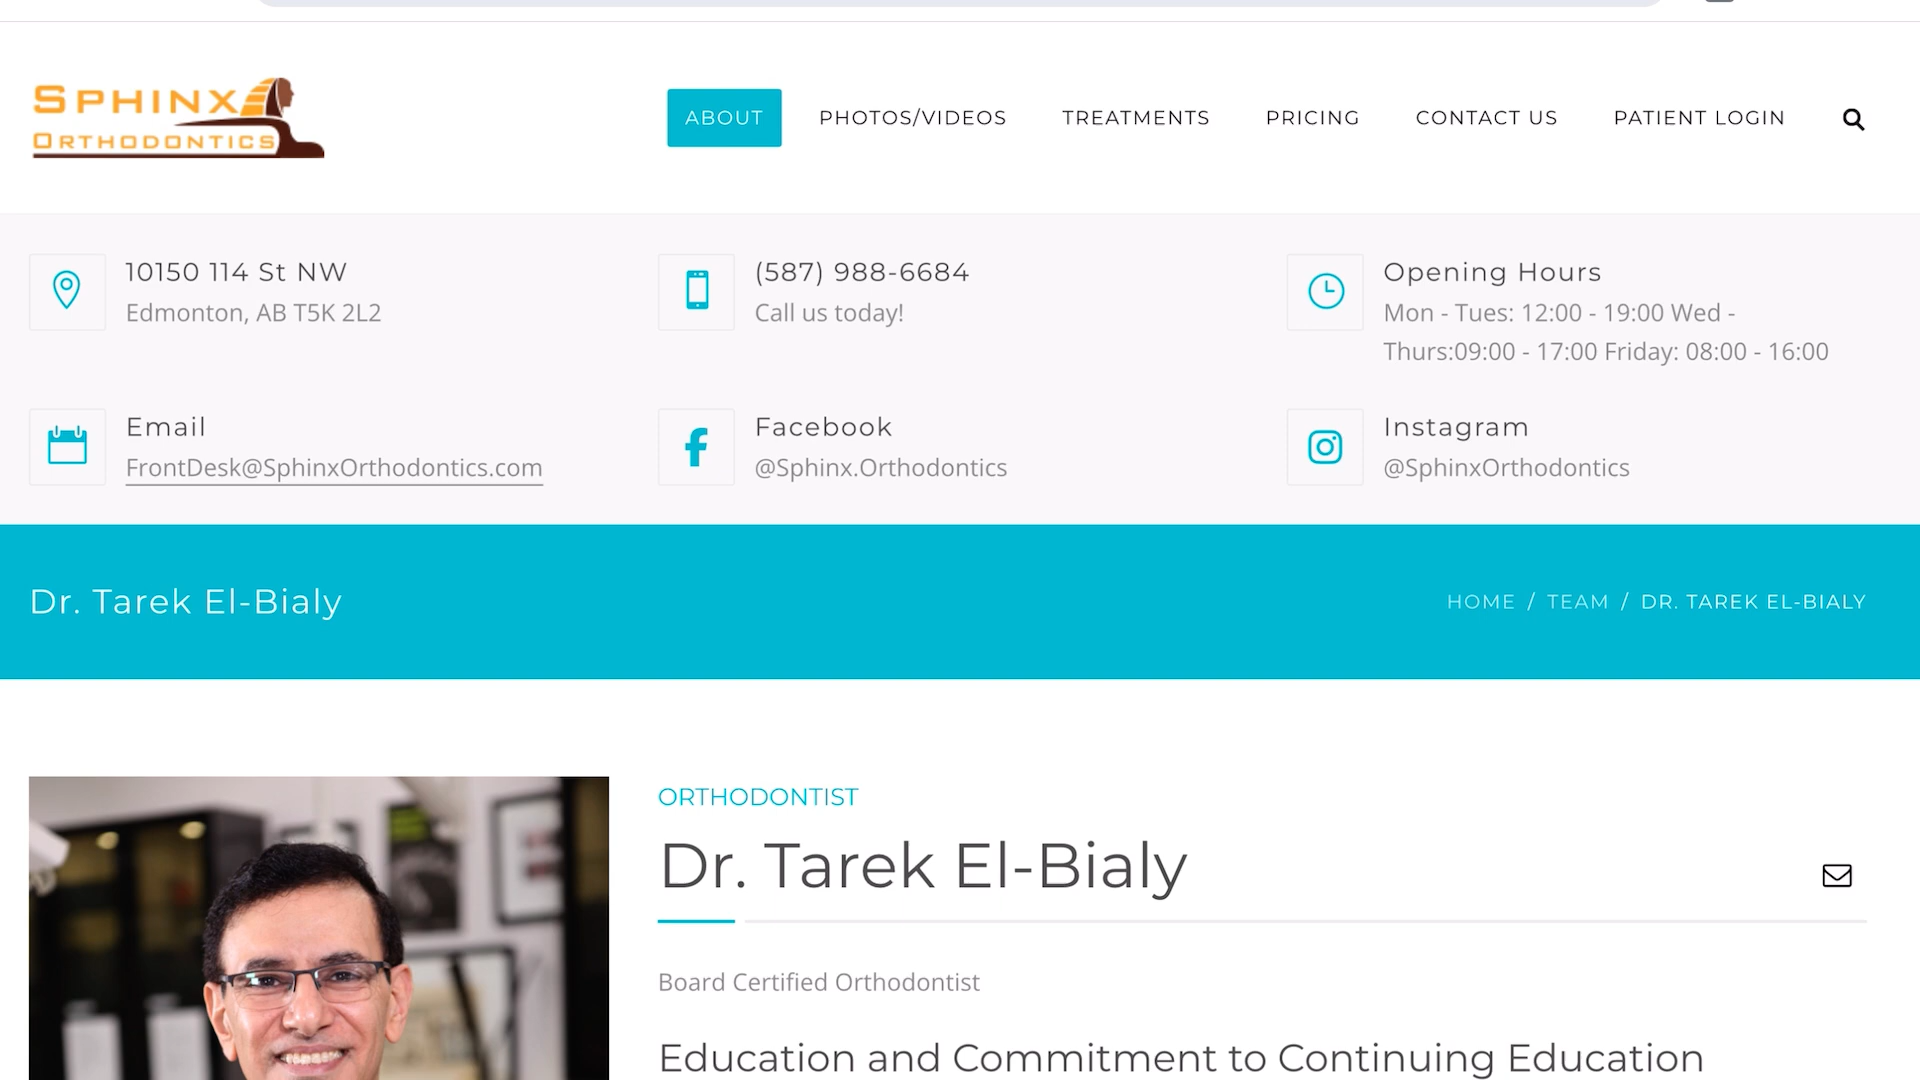 SPHINX
ORTHODONTICS
ABOUT
PHOTOS/VIDEOS
TREATMENTS
PRICING
CONTACT US
PATIENT LOGIN
10150 114 St NW
Edmonton, AB T5K 2L2
(587) 988-6684
Call us today!
Opening Hours
Mon - Tues: 12:00 - 19:00 Wed -
Thurs:09:00 - 17:00 Friday: 08:00 - 16:00
Email
FrontDesk@SphinxOrthodontics.com
Facebook
@Sphinx.Orthodontics
Instagram
@SphinxOrthodontics
Dr. Tarek El-Bialy
HOME / TEAM / DR. TAREK EL-BIALY
ORTHODONTIST
Dr. Tarek El-Bialy
Board Certified Orthodontist
Education and Commitment to Continuing Education